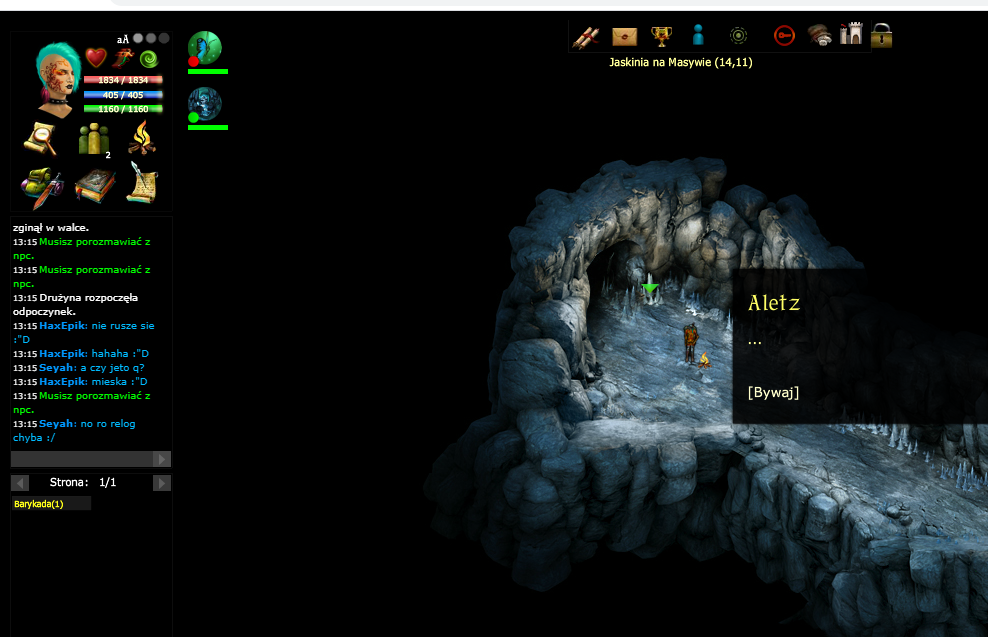 aÄ
1834 / 1834
405 / 405
1160 / 1160
2
Jaskinia na Masywie (14,11)
zginął w walce.
13:15 Musisz porozmawiać z
npc.
13:15 Musisz porozmawiać z
npc.
13:15 Drużyna rozpoczęła
odpoczynek.
13:15 HaxEpik: nie rusze sie
:"D
13:15 HaxEpik: hahaha :"D
13:15 Seyah: a czy jeto q?
13:15 HaxEpik: mieska :"D
13:15 Musisz porozmawiać z
npc.
13:15 Seyah: no ro relog
chyba :/
Strona: 1/1
Barykada(1)
Aletz
...
[Bywaj]